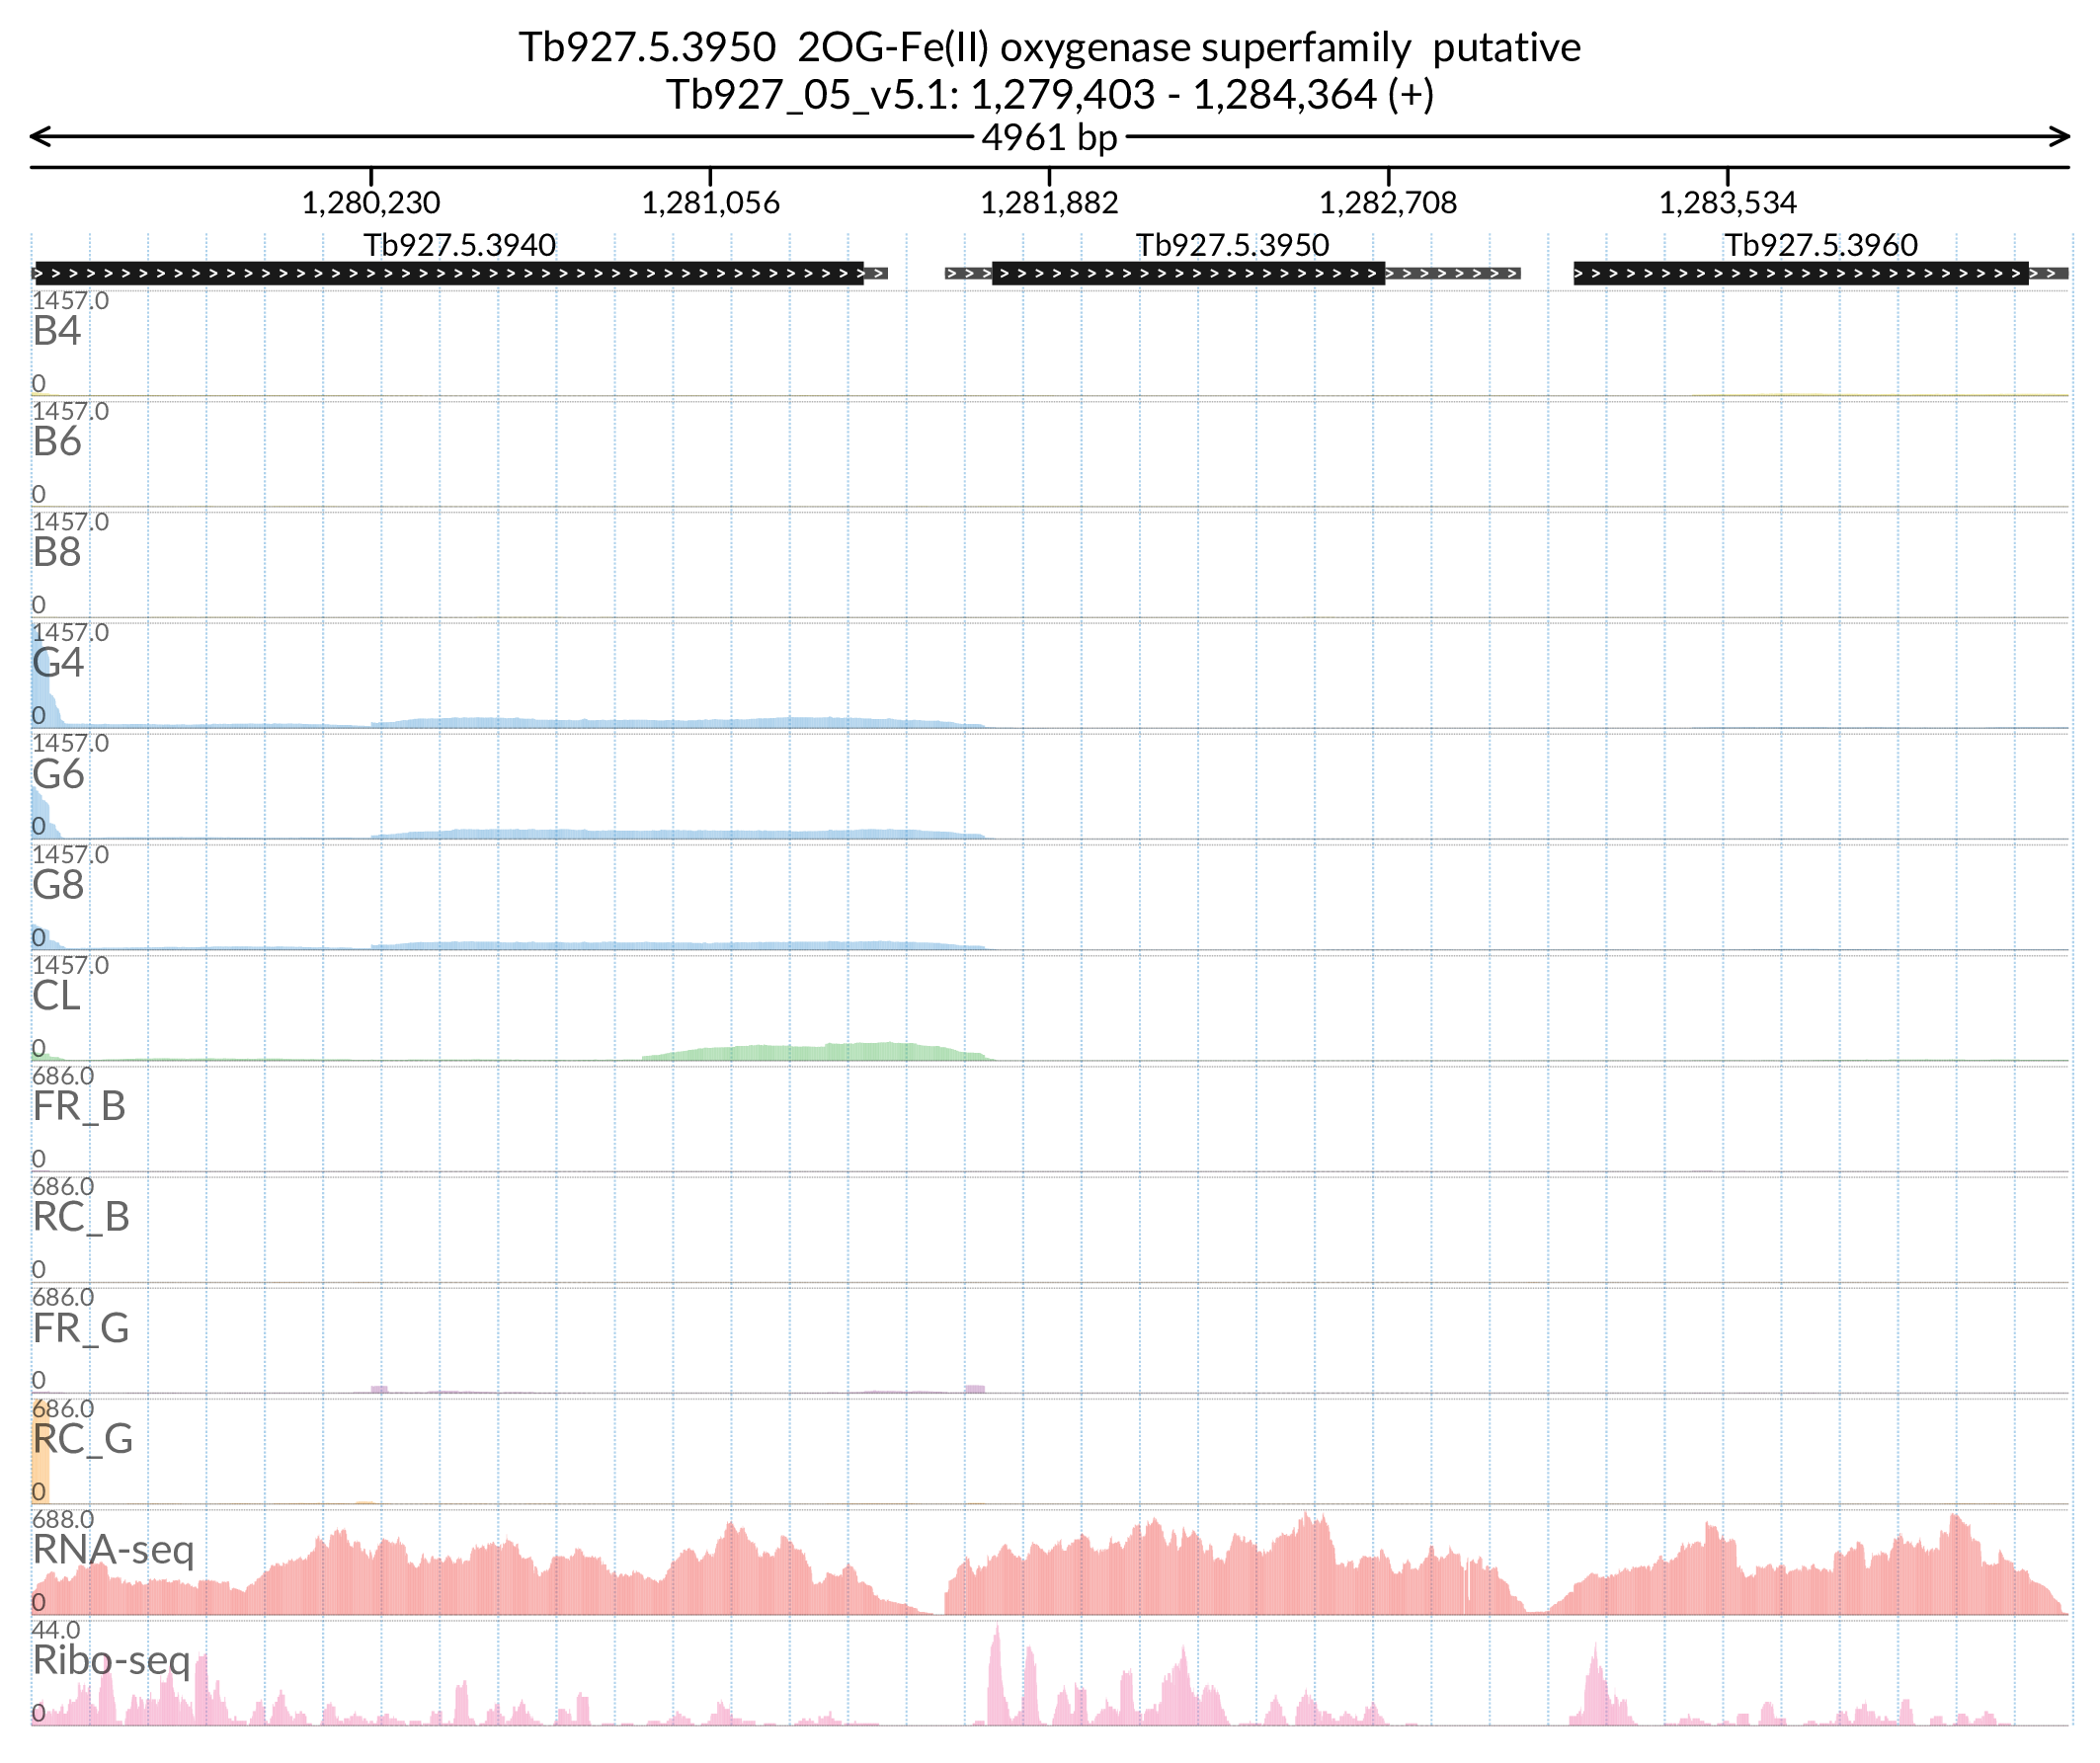 Tb927.5.3950 2OG-Fe(II) oxygenase superfamily putative
Tb927_05_v5.1: 1,279,403 - 1,284,364 (+)
4961 bp
1,280,230 1,281,056 1,281,882 1,282,708 1,283,534
Tb927.5.3940 Tb927.5.3950 Tb927.5.3960
1457.0
B4
0
1457.0
B6
0
1457.0
B8
0
1457.0
G4
0
1457.0
G6
0
1457.0
G8
0
1457.0
CL
0
686.0
FR_B
0
686.0
RC_B
0
686.0
FR_G
0
686.0
RC_G
0
688.0
RNA-seq
0
44.0
Ribo-seq
0